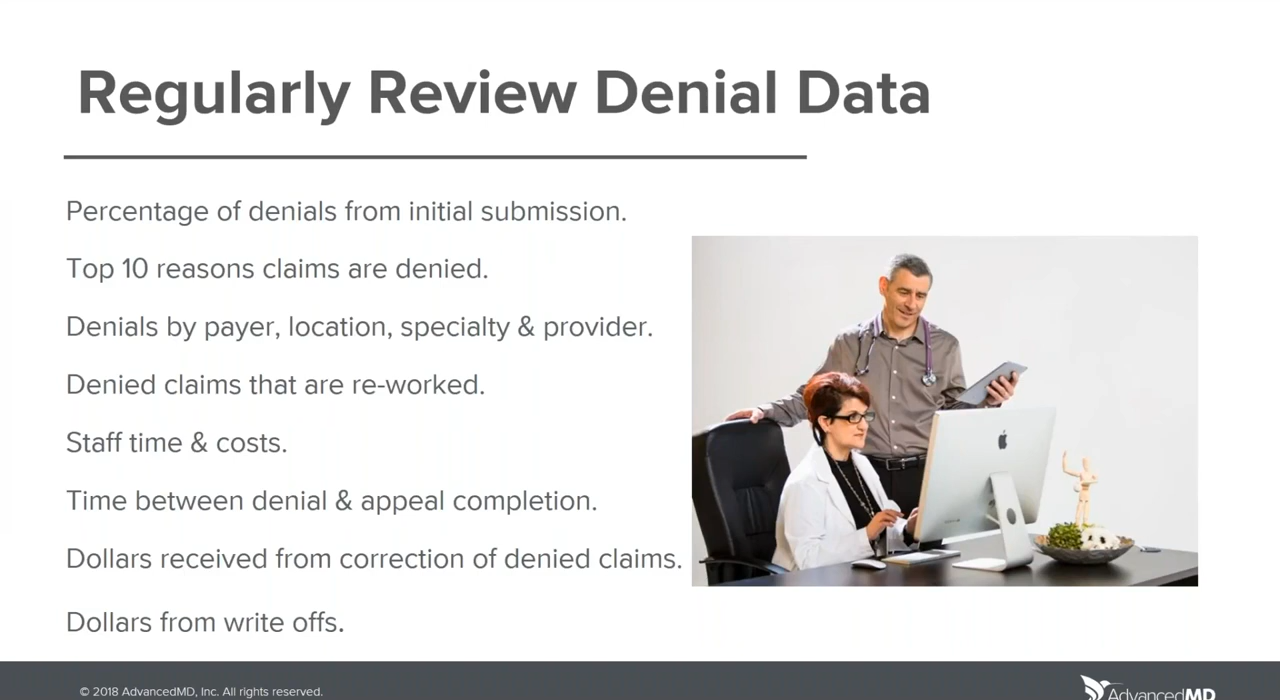 Regularly Review Denial Data
Percentage of denials from initial submission.
Top 10 reasons claims are denied.
Denials by payer, location, specialty & provider.
Denied claims that are re-worked.
Staff time & costs.
Time between denial & appeal completion.
Dollars received from correction of denied claims.
Dollars from write offs.
© 2018 AdvancedMD, Inc. All rights reserved.
AdvancedMD